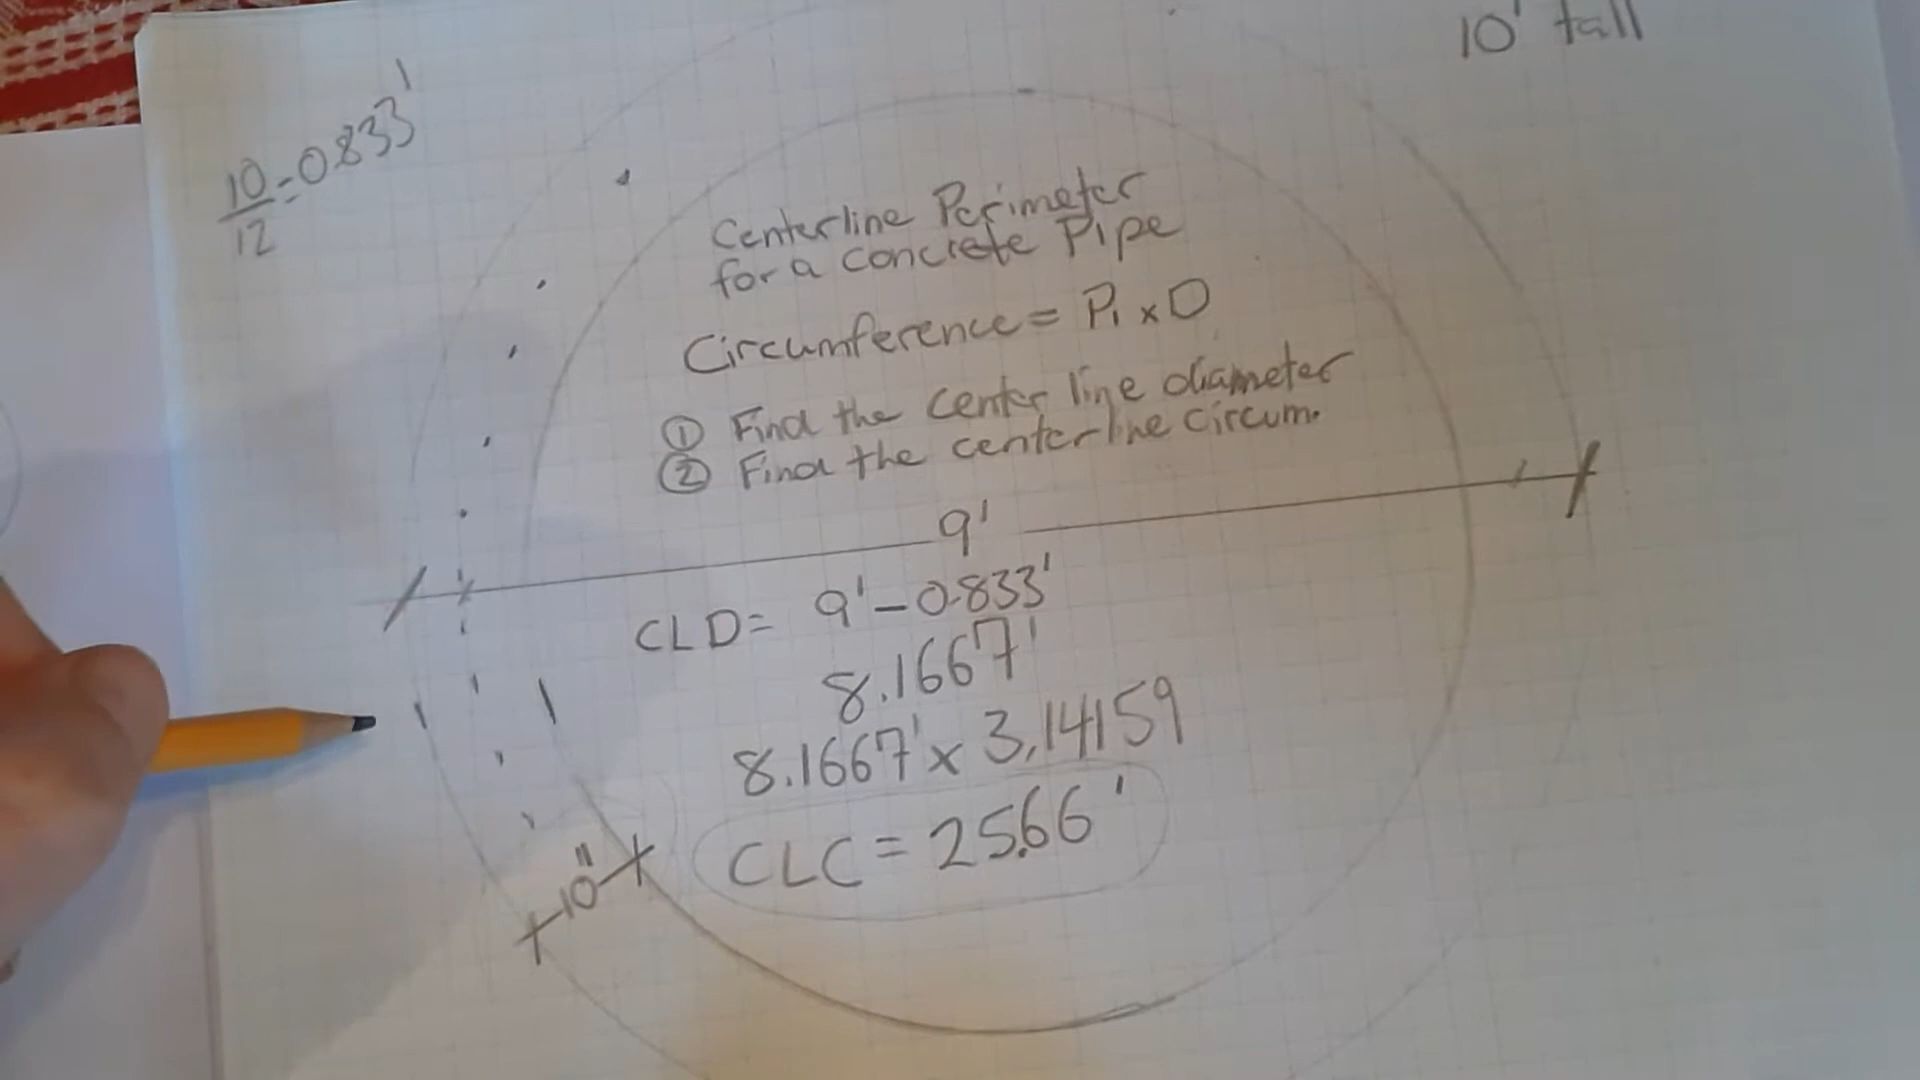 10' tall
10/12 = 0.833'
Centerline Perimeter
for a concrete Pipe
Circumference = Pi x D
① Find the center line diameter
② Find the centerline circum.
9'
CLD = 9' - 0.833'
8.1667'
8.1667' x 3.14159
CLC = 25.66'
10"